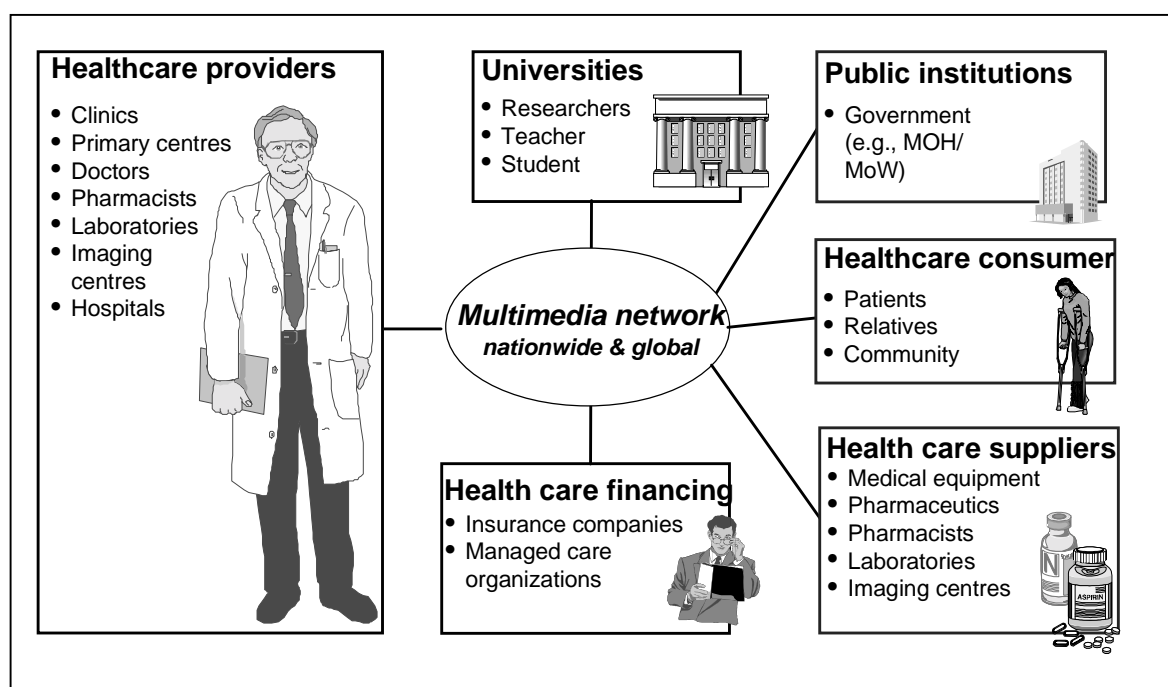 Healthcare providers
• Clinics
• Primary centres
• Doctors
• Pharmacists
• Laboratories
• Imaging
centres
• Hospitals
Universities
• Researchers
• Teacher
• Student
Public institutions
• Government
(e.g., MOH/
MoW)
Multimedia network
nationwide & global
Healthcare consumer
• Patients
• Relatives
• Community
Health care financing
• Insurance companies
• Managed care
organizations
Health care suppliers
• Medical equipment
• Pharmaceutics
• Pharmacists
• Laboratories
• Imaging centres
N
ASPIRIN